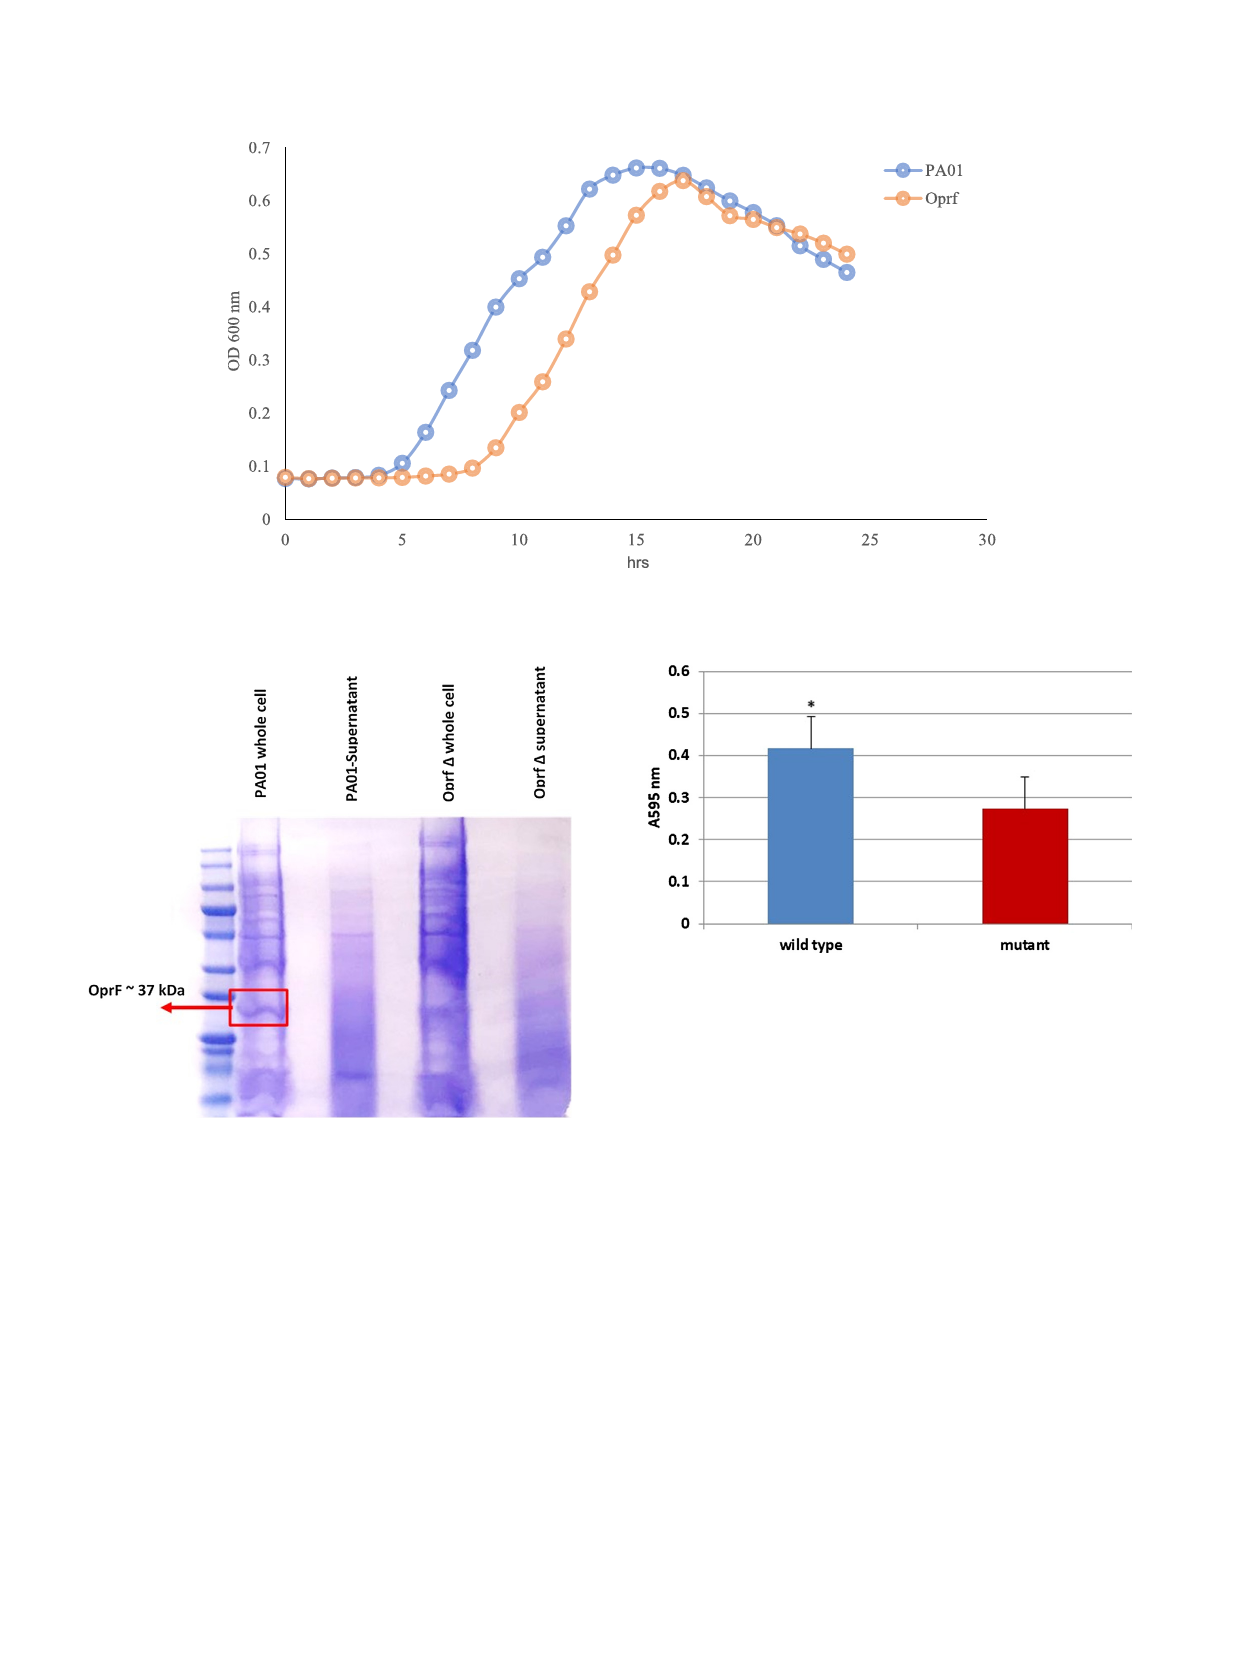 0.7
0.6
0.5
0.4
0.3
0.2
0.1
0
OD 600 nm
0 5 10 15 20 25 30
hrs
PA01
Oprf
PA01 whole cell
PA01-Supernatant
Oprf Δ whole cell
Oprf Δ supernatant
OprF ~ 37 kDa
0.6
0.5
0.4
0.3
0.2
0.1
0
A595 nm
*
wild type mutant